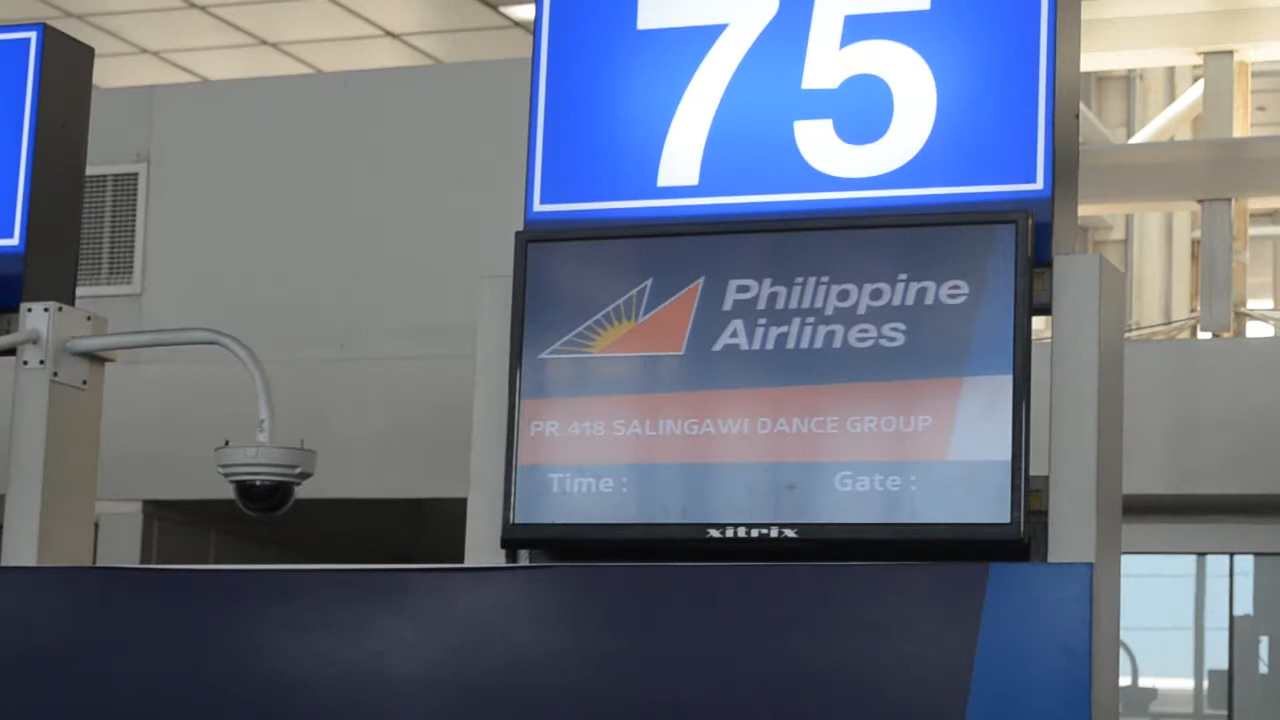 75
Philippine
Airlines
PR 418 SALINGAWI DANCE GROUP
Time :
Gate :
xitrix